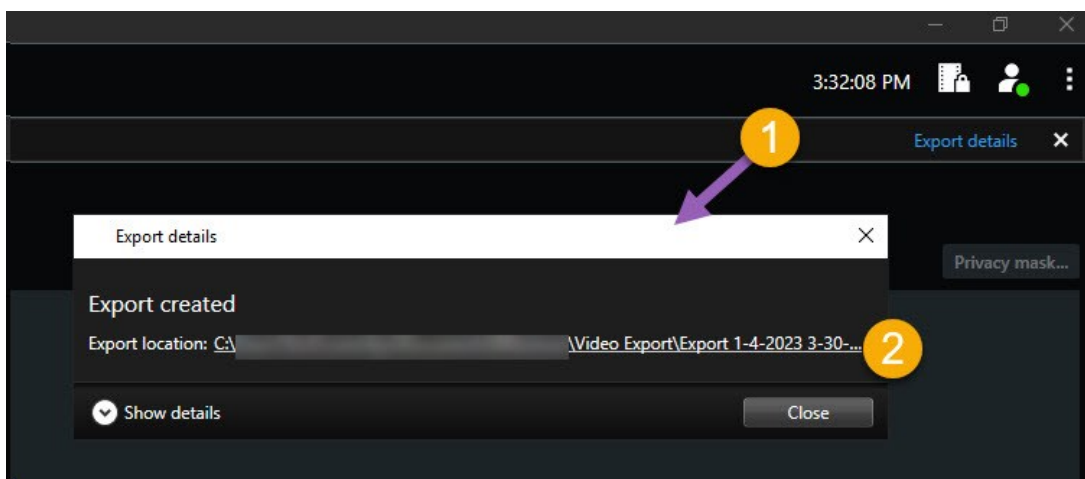 3:32:08 PM
1
Export details
Export details
Privacy mask...
Export created
Export location: C:\ \Video Export\Export 1-4-2023 3-30-...
2
Show details
Close